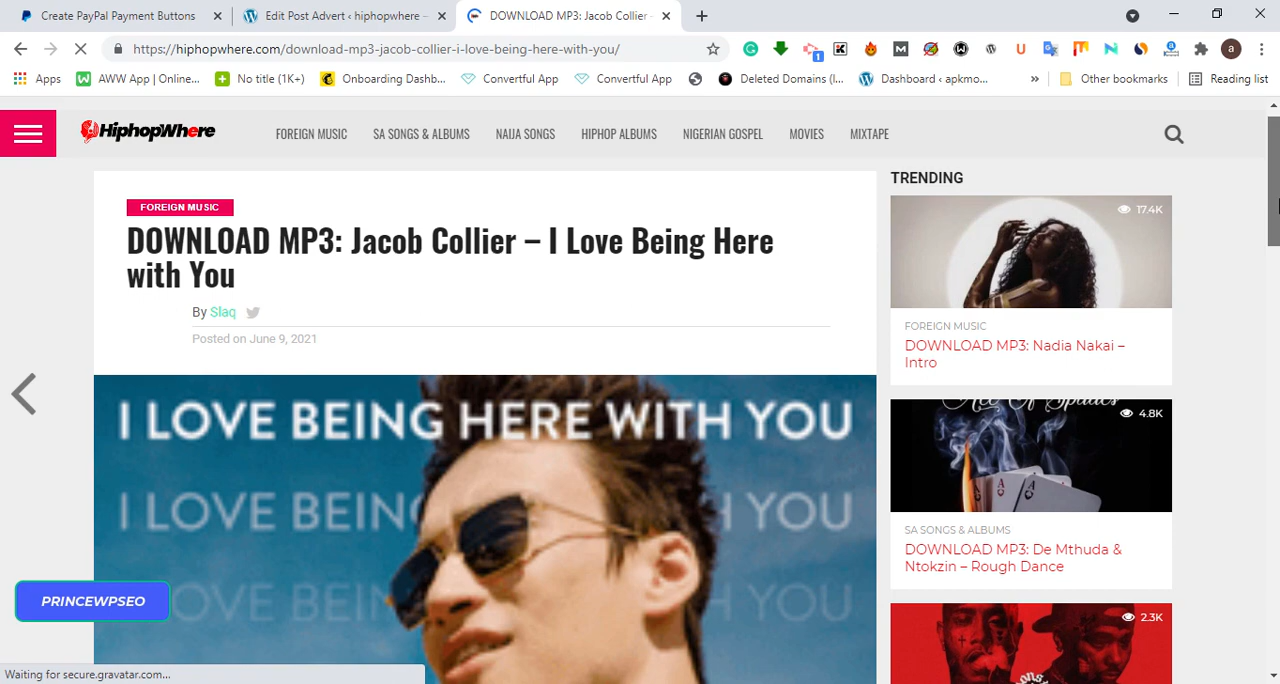 Create PayPal Payment Buttons
Edit Post Advert ‹ hiphopwhere –
DOWNLOAD MP3: Jacob Collier -
https://hiphopwhere.com/download-mp3-jacob-collier-i-love-being-here-with-you/
Apps
AWW App | Online...
No title (1K+)
Onboarding Dashb...
Convertful App
Convertful App
Deleted Domains (l...
Dashboard ‹ apkmo...
»
Other bookmarks
Reading list
HiphopWhere
FOREIGN MUSIC
SA SONGS & ALBUMS
NAIJA SONGS
HIPHOP ALBUMS
NIGERIAN GOSPEL
MOVIES
MIXTAPE
FOREIGN MUSIC
DOWNLOAD MP3: Jacob Collier – I Love Being Here
with You
By Slaq
Posted on June 9, 2021
I LOVE BEING HERE WITH YOU
I LOVE BEING
YOU
YOU
PRINCEWPSEO
TRENDING
17.4K
FOREIGN MUSIC
DOWNLOAD MP3: Nadia Nakai –
Intro
4.8K
SA SONGS & ALBUMS
DOWNLOAD MP3: De Mthuda &
Ntokzin – Rough Dance
2.3K
Waiting for secure.gravatar.com...